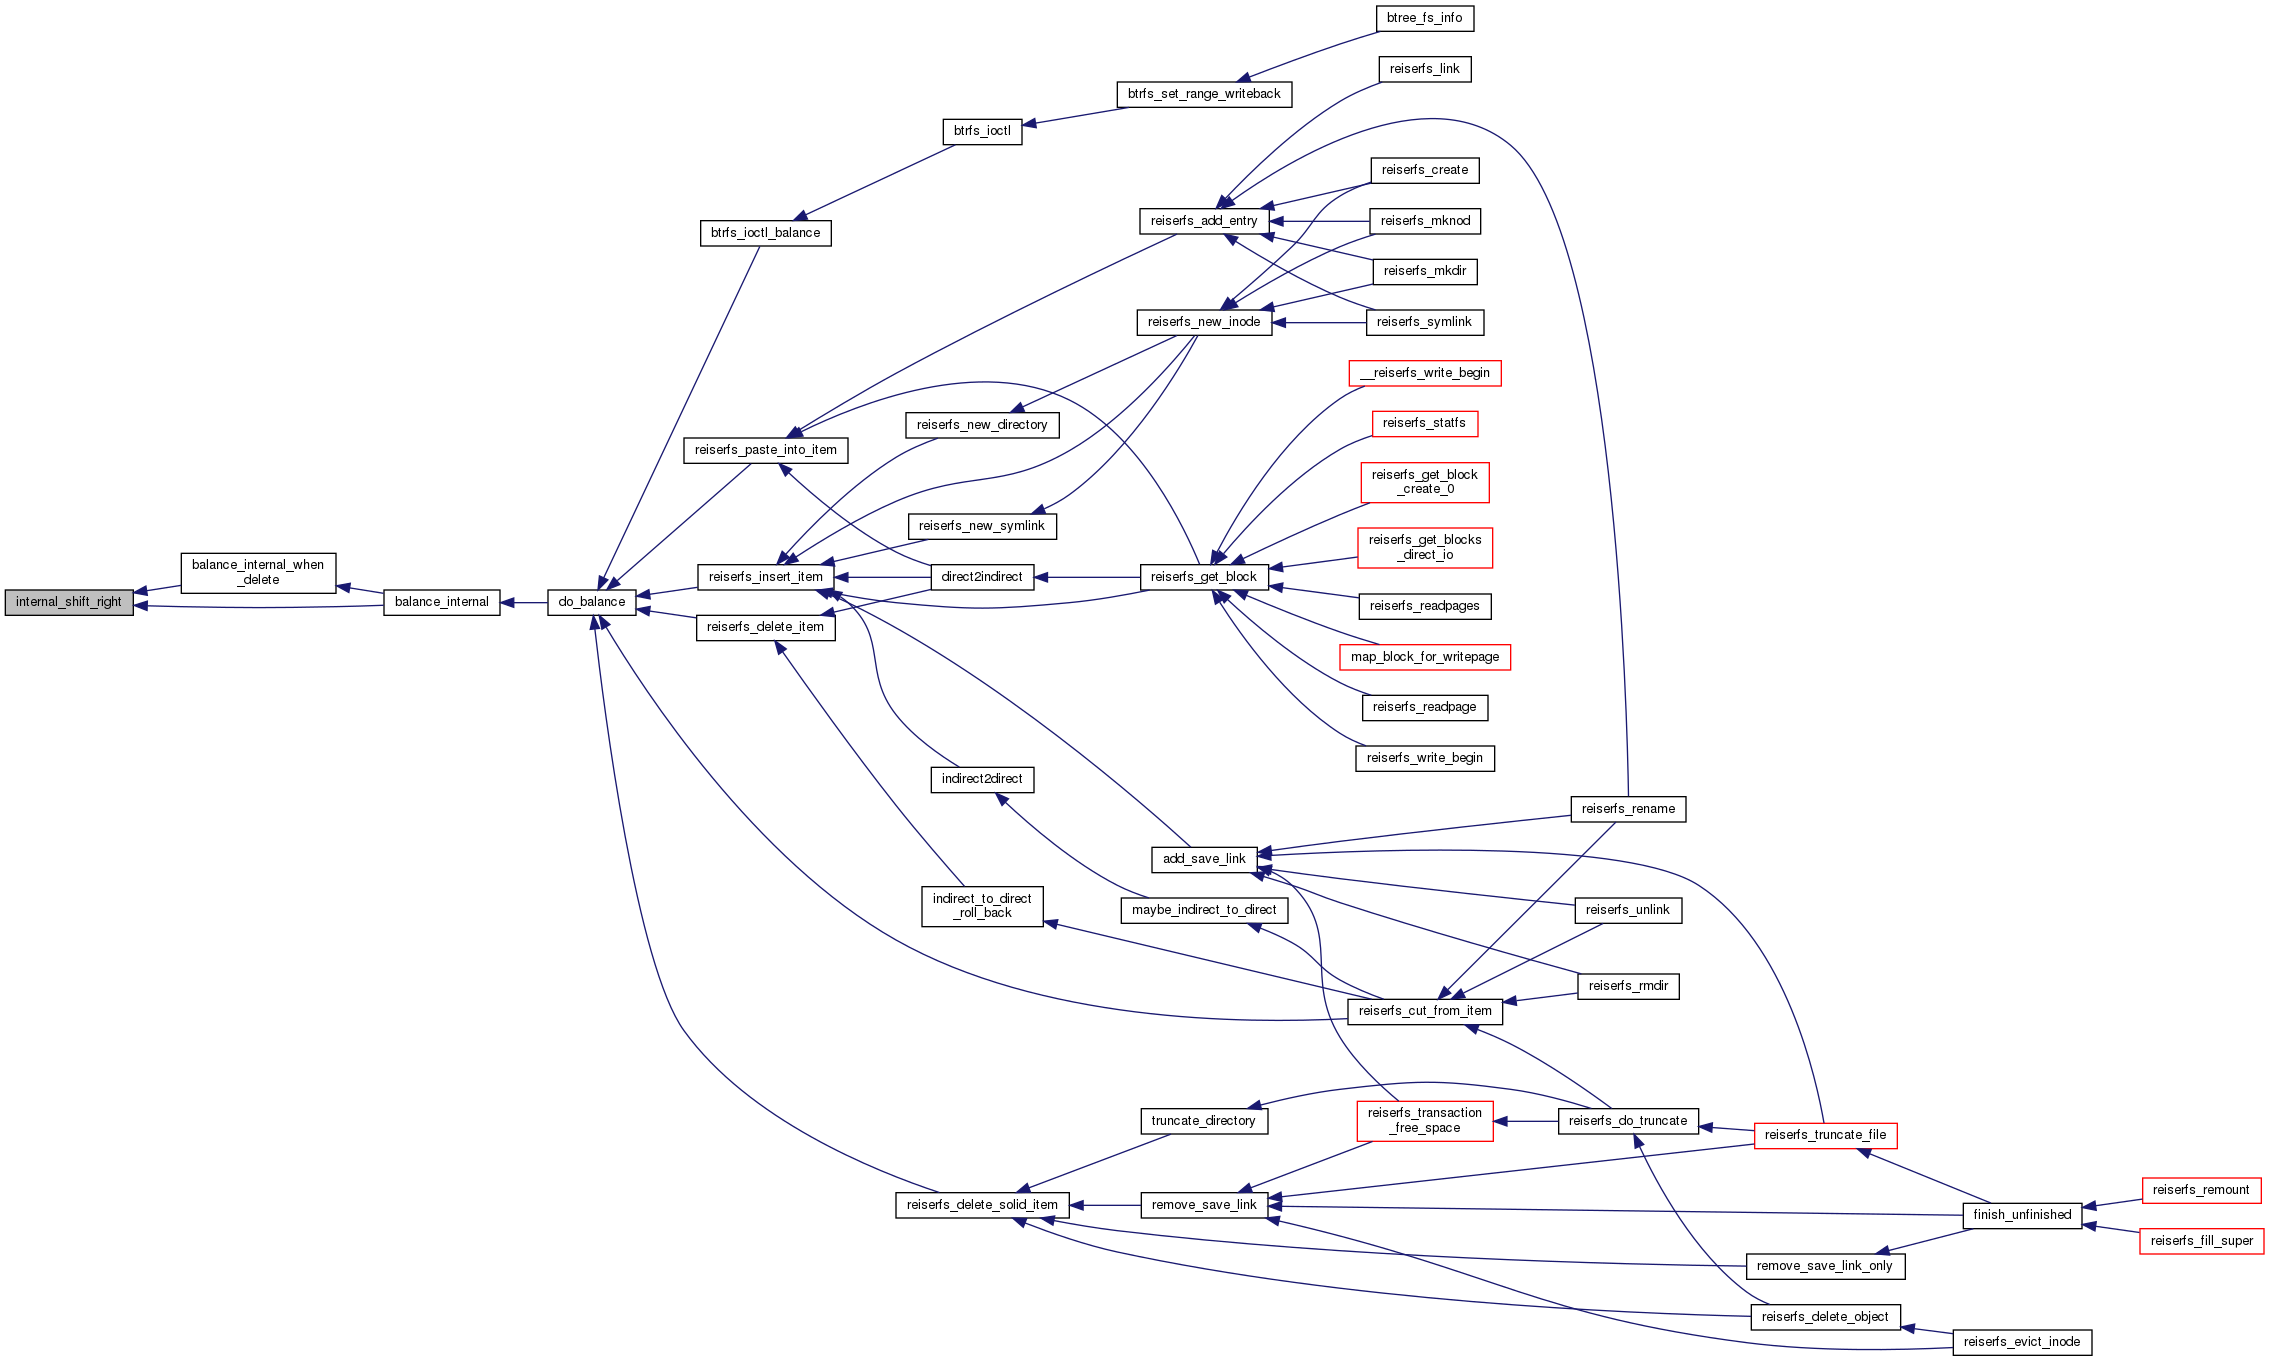 btree_fs_info
reiserfs_link
btrfs_set_range_writeback
btrfs_ioctl
reiserfs_create
reiserfs_add_entry
reiserfs_mknod
btrfs_ioctl_balance
reiserfs_mkdir
reiserfs_new_inode
reiserfs_symlink
__reiserfs_write_begin
reiserfs_new_directory
reiserfs_statfs
reiserfs_paste_into_item
reiserfs_get_block
_create_0
reiserfs_new_symlink
reiserfs_get_blocks
_direct_io
balance_internal_when
_delete
reiserfs_insert_item
direct2indirect
reiserfs_get_block
internal_shift_right
balance_internal
do_balance
reiserfs_readpages
reiserfs_delete_item
map_block_for_writepage
reiserfs_readpage
reiserfs_write_begin
indirect2direct
reiserfs_rename
add_save_link
indirect_to_direct
_roll_back
maybe_indirect_to_direct
reiserfs_unlink
reiserfs_rmdir
reiserfs_cut_from_item
truncate_directory
reiserfs_transaction
_free_space
reiserfs_do_truncate
reiserfs_truncate_file
reiserfs_remount
reiserfs_delete_solid_item
remove_save_link
finish_unfinished
reiserfs_fill_super
remove_save_link_only
reiserfs_delete_object
reiserfs_evict_inode